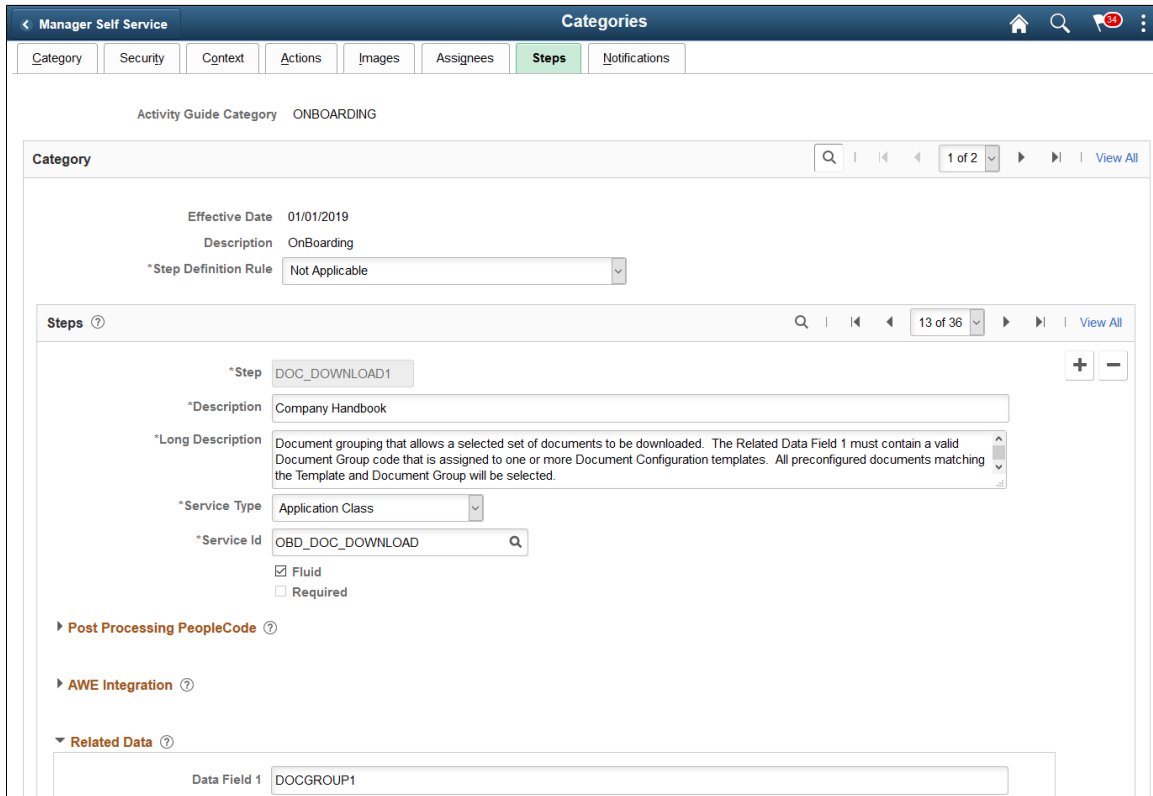 Manager Self Service Categories 34
Category Security Context Actions Images Assignees Steps Notifications
Activity Guide Category ONBOARDING
Category 1 of 2 View All
Effective Date 01/01/2019
Description OnBoarding
*Step Definition Rule Not Applicable
Steps ? 13 of 36 View All
*Step DOC_DOWNLOAD1
*Description Company Handbook
*Long Description Document grouping that allows a selected set of documents to be downloaded. The Related Data Field 1 must contain a valid
Document Group code that is assigned to one or more Document Configuration templates. All preconfigured documents matching
the Template and Document Group will be selected.
*Service Type Application Class
*Service Id OBD_DOC_DOWNLOAD
Fluid
Required
Post Processing PeopleCode ?
AWE Integration ?
Related Data ?
Data Field 1 DOCGROUP1